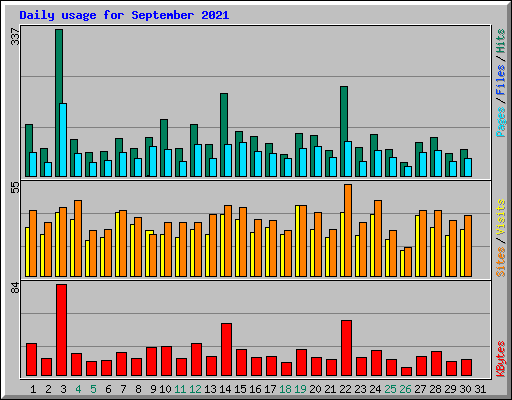 Daily usage for September 2021
337
Pages / Files / Hits
55
Sites / Visits
84
KBytes
1 2 3 4 5 6 7 8 9 10 11 12 13 14 15 16 17 18 19 20 21 22 23 24 25 26 27 28 29 30 31